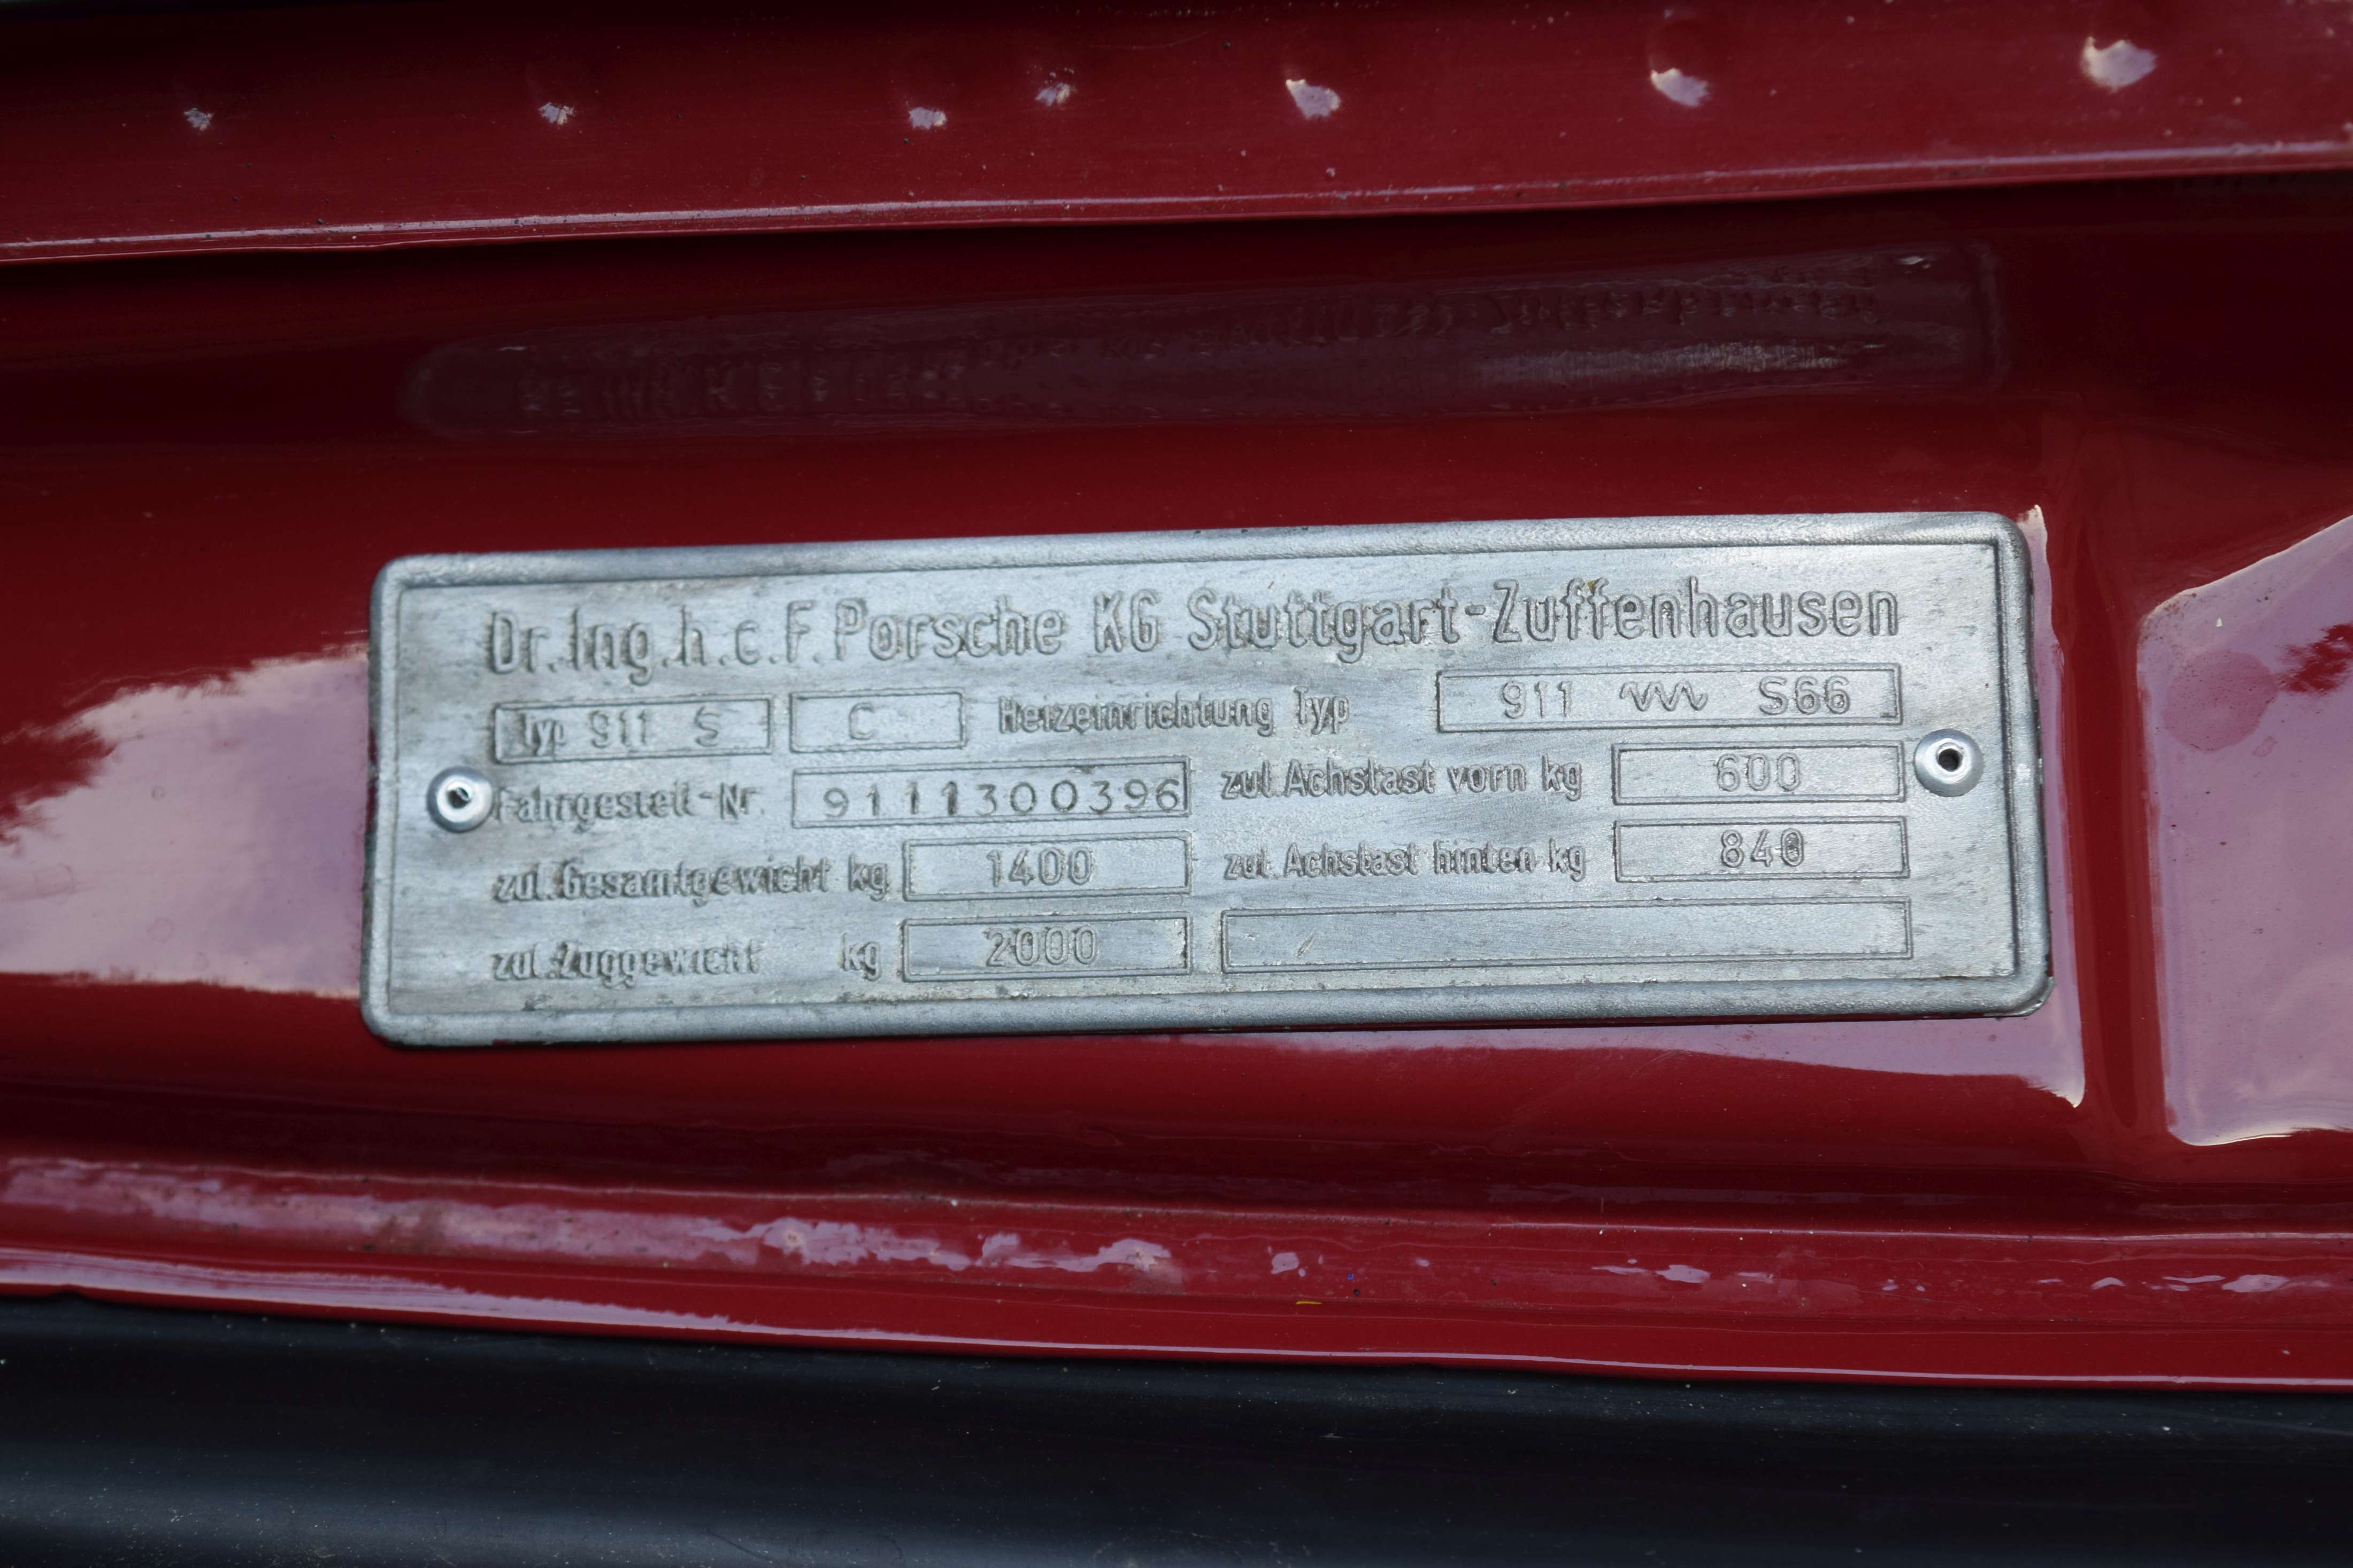 Dr.Ing.h.c.F.Porsche KG Stuttgart-Zuffenhausen
Typ 911 S C Heizeinrichtung Typ 911 S66
Fahrgestell-Nr. 9111300396 zul.Achslast vorn kg 600
zul.Gesamtgewicht kg 1400 zul.Achslast hinten kg 840
zul.Zuggewicht kg 2000